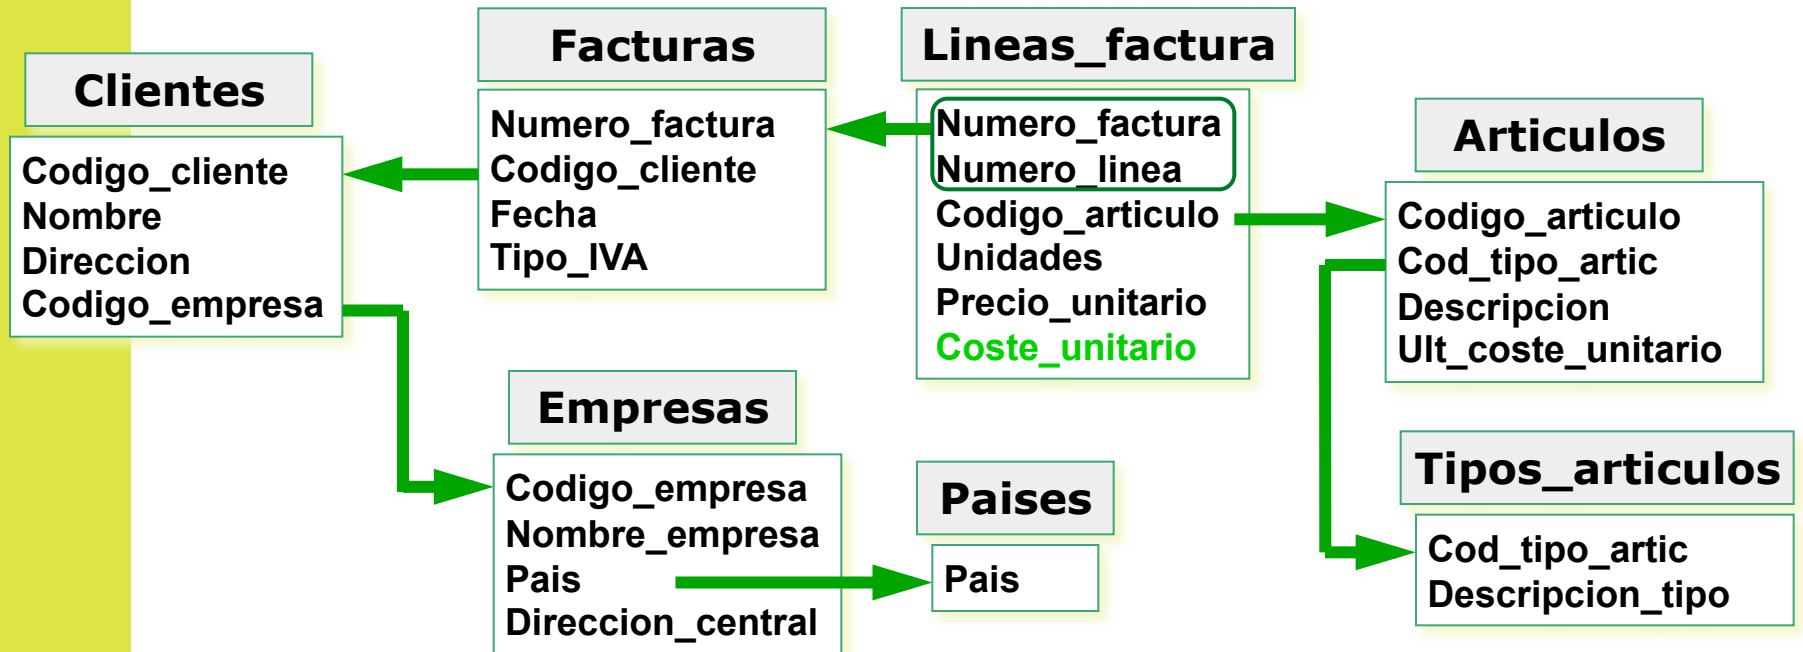 Clientes
Codigo_cliente
Nombre
Direccion
Codigo_empresa
Facturas
Numero_factura
Codigo_cliente
Fecha
Tipo_IVA
Lineas_factura
Numero_factura
Numero_linea
Codigo_articulo
Unidades
Precio_unitario
Coste_unitario
Articulos
Codigo_articulo
Cod_tipo_artic
Descripcion
Ult_coste_unitario
Empresas
Codigo_empresa
Nombre_empresa
Pais
Direccion_central
Paises
Pais
Tipos_articulos
Cod_tipo_artic
Descripcion_tipo